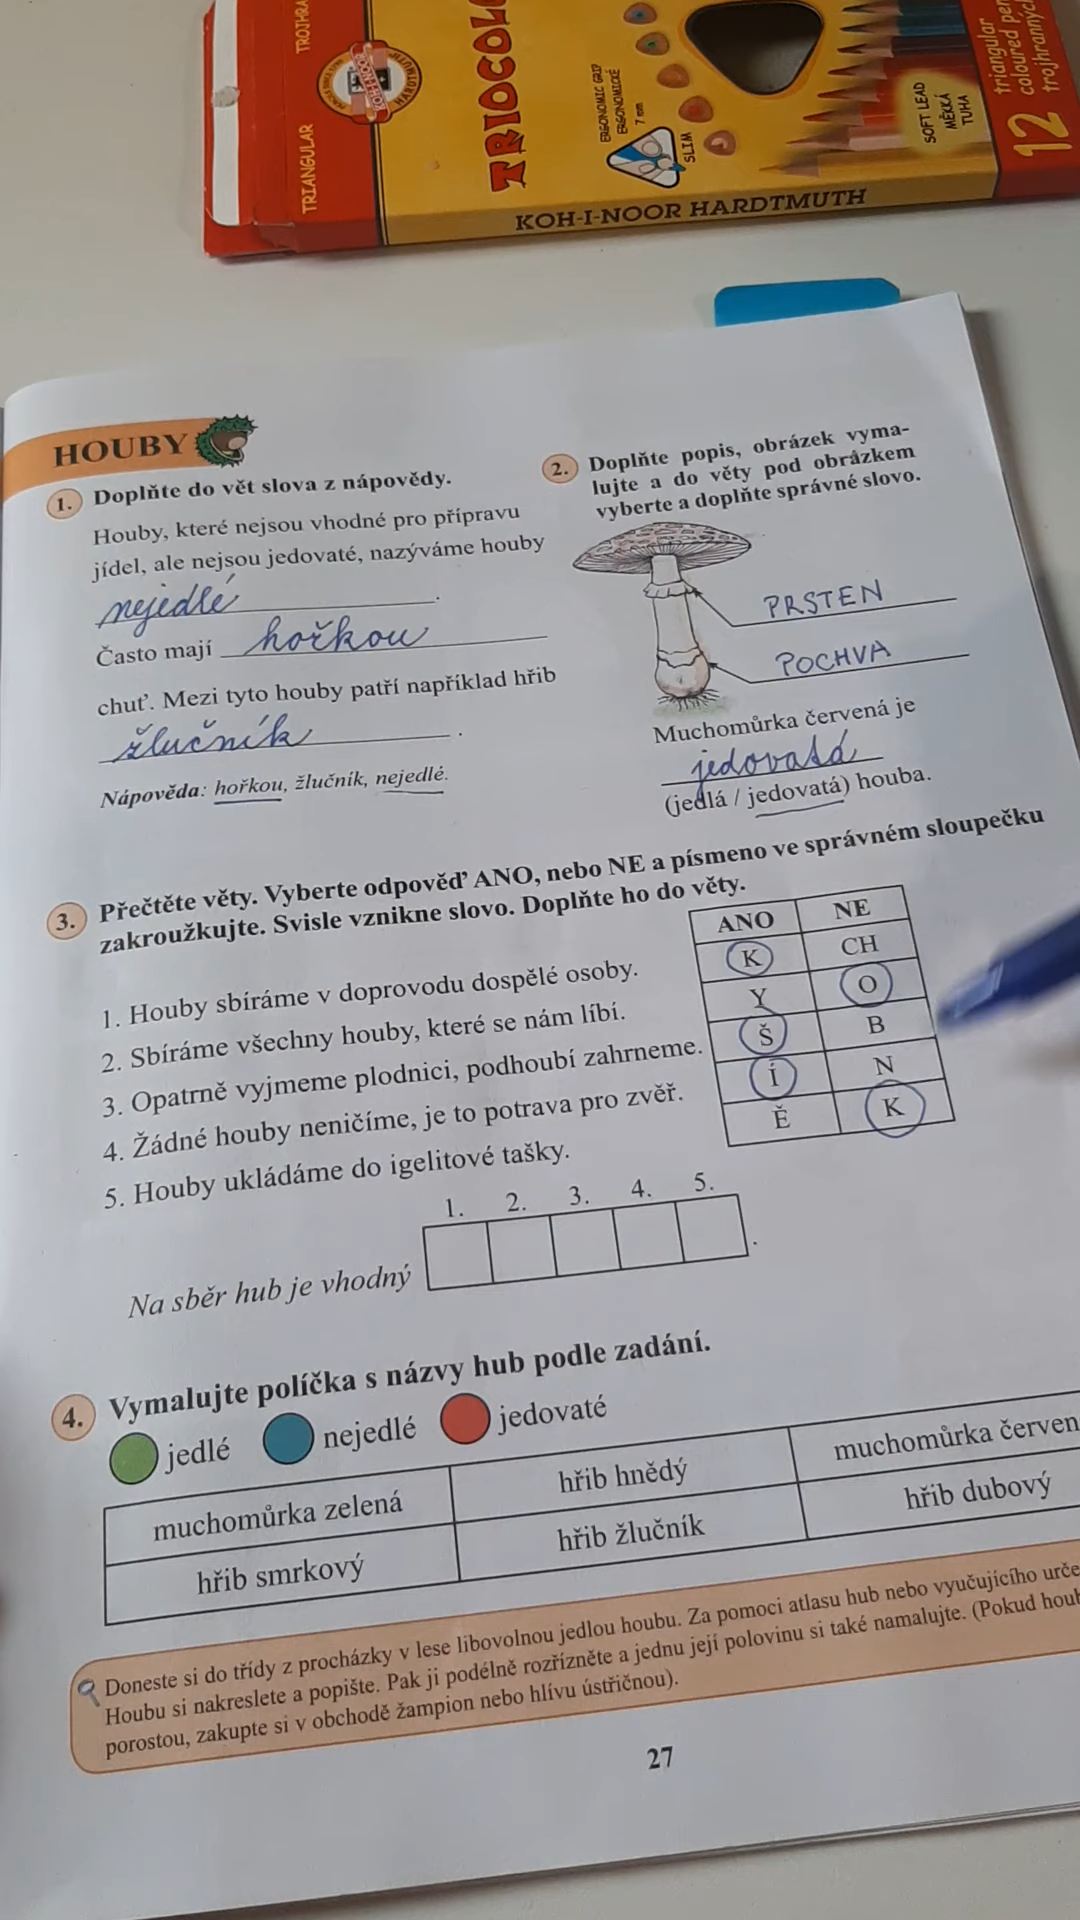 TROJHRA
TRIANGULAR
KOH-I-NOOR
HARDTMUTH
TRIOCOLO
ERGONOMIC GRIP
ERGONOMICKÉ
7 mm
SLIM
SOFT LEAD
MĚKKÁ
TUHA
12
triangular
coloured pen
trojhranných
KOH-I-NOOR HARDTMUTH
HOUBY
1. Doplňte do vět slova z nápovědy.
Houby, které nejsou vhodné pro přípravu
jídel, ale nejsou jedovaté, nazýváme houby
nejedlé.
Často mají hořkou
chuť. Mezi tyto houby patří například hřib
žlučník.
Nápověda: hořkou, žlučník, nejedlé.
2. Doplňte popis, obrázek vyma-
lujte a do věty pod obrázkem
vyberte a doplňte správné slovo.
PRSTEN
POCHVA
Muchomůrka červená je
jedovatá
(jedlá / jedovatá) houba.
3. Přečtěte věty. Vyberte odpověď ANO, nebo NE a písmeno ve správném sloupečku
zakroužkujte. Svisle vznikne slovo. Doplňte ho do věty.
1. Houby sbíráme v doprovodu dospělé osoby.
2. Sbíráme všechny houby, které se nám líbí.
3. Opatrně vyjmeme plodnici, podhoubí zahrneme.
4. Žádné houby neničíme, je to potrava pro zvěř.
5. Houby ukládáme do igelitové tašky.
ANO NE
K CH
Y O
Š B
Í N
Ě K
1. 2. 3. 4. 5.
Na sběr hub je vhodný .
4. Vymalujte políčka s názvy hub podle zadání.
jedlé nejedlé jedovaté
muchomůrka zelená hřib hnědý muchomůrka červen
hřib smrkový hřib žlučník hřib dubový
Doneste si do třídy z procházky v lese libovolnou jedlou houbu. Za pomoci atlasu hub nebo vyučujícího urče
Houbu si nakreslete a popište. Pak ji podélně rozřízněte a jednu její polovinu si také namalujte. (Pokud houb
porostou, zakupte si v obchodě žampion nebo hlívu ústřičnou).
27